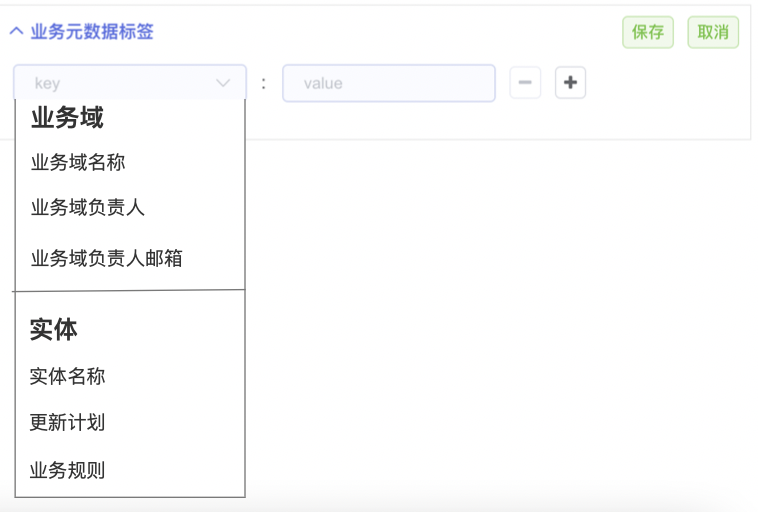 业务元数据标签 保存 取消
key : value
业务域
业务域名称
业务域负责人
业务域负责人邮箱
实体
实体名称
更新计划
业务规则